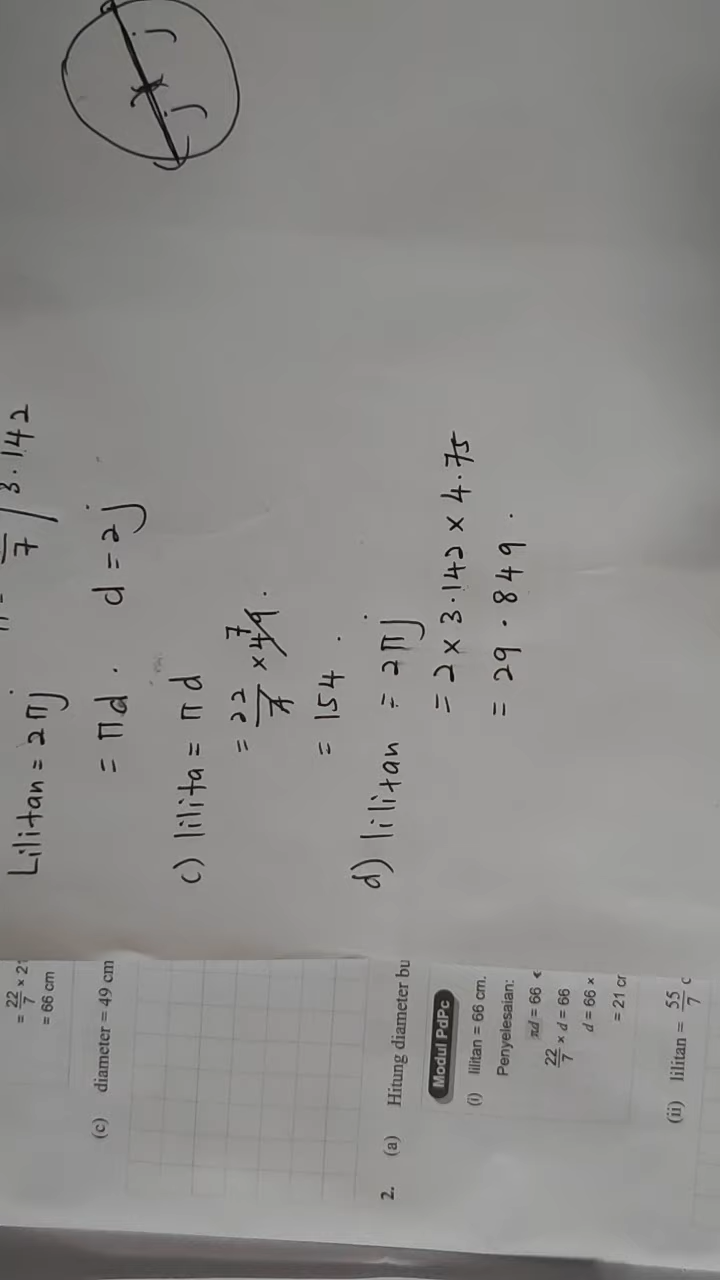 j
j
7 / 3.142
Lilitan = 2πj
= πd. d = 2j
c) lilita = πd
= 22/7 × 49. 7
= 154.
d) lilitan = 2πj
= 2 × 3.142 × 4.75
= 29.849.
= 22/7 × 21
= 66 cm
(c) diameter = 49 cm
2. (a) Hitung diameter
Modul PdPc
(i) lilitan = 66 cm.
Penyelesaian:
πd = 66
22/7 × d = 66
d = 66 ×
= 21
(ii) lilitan = 55/7